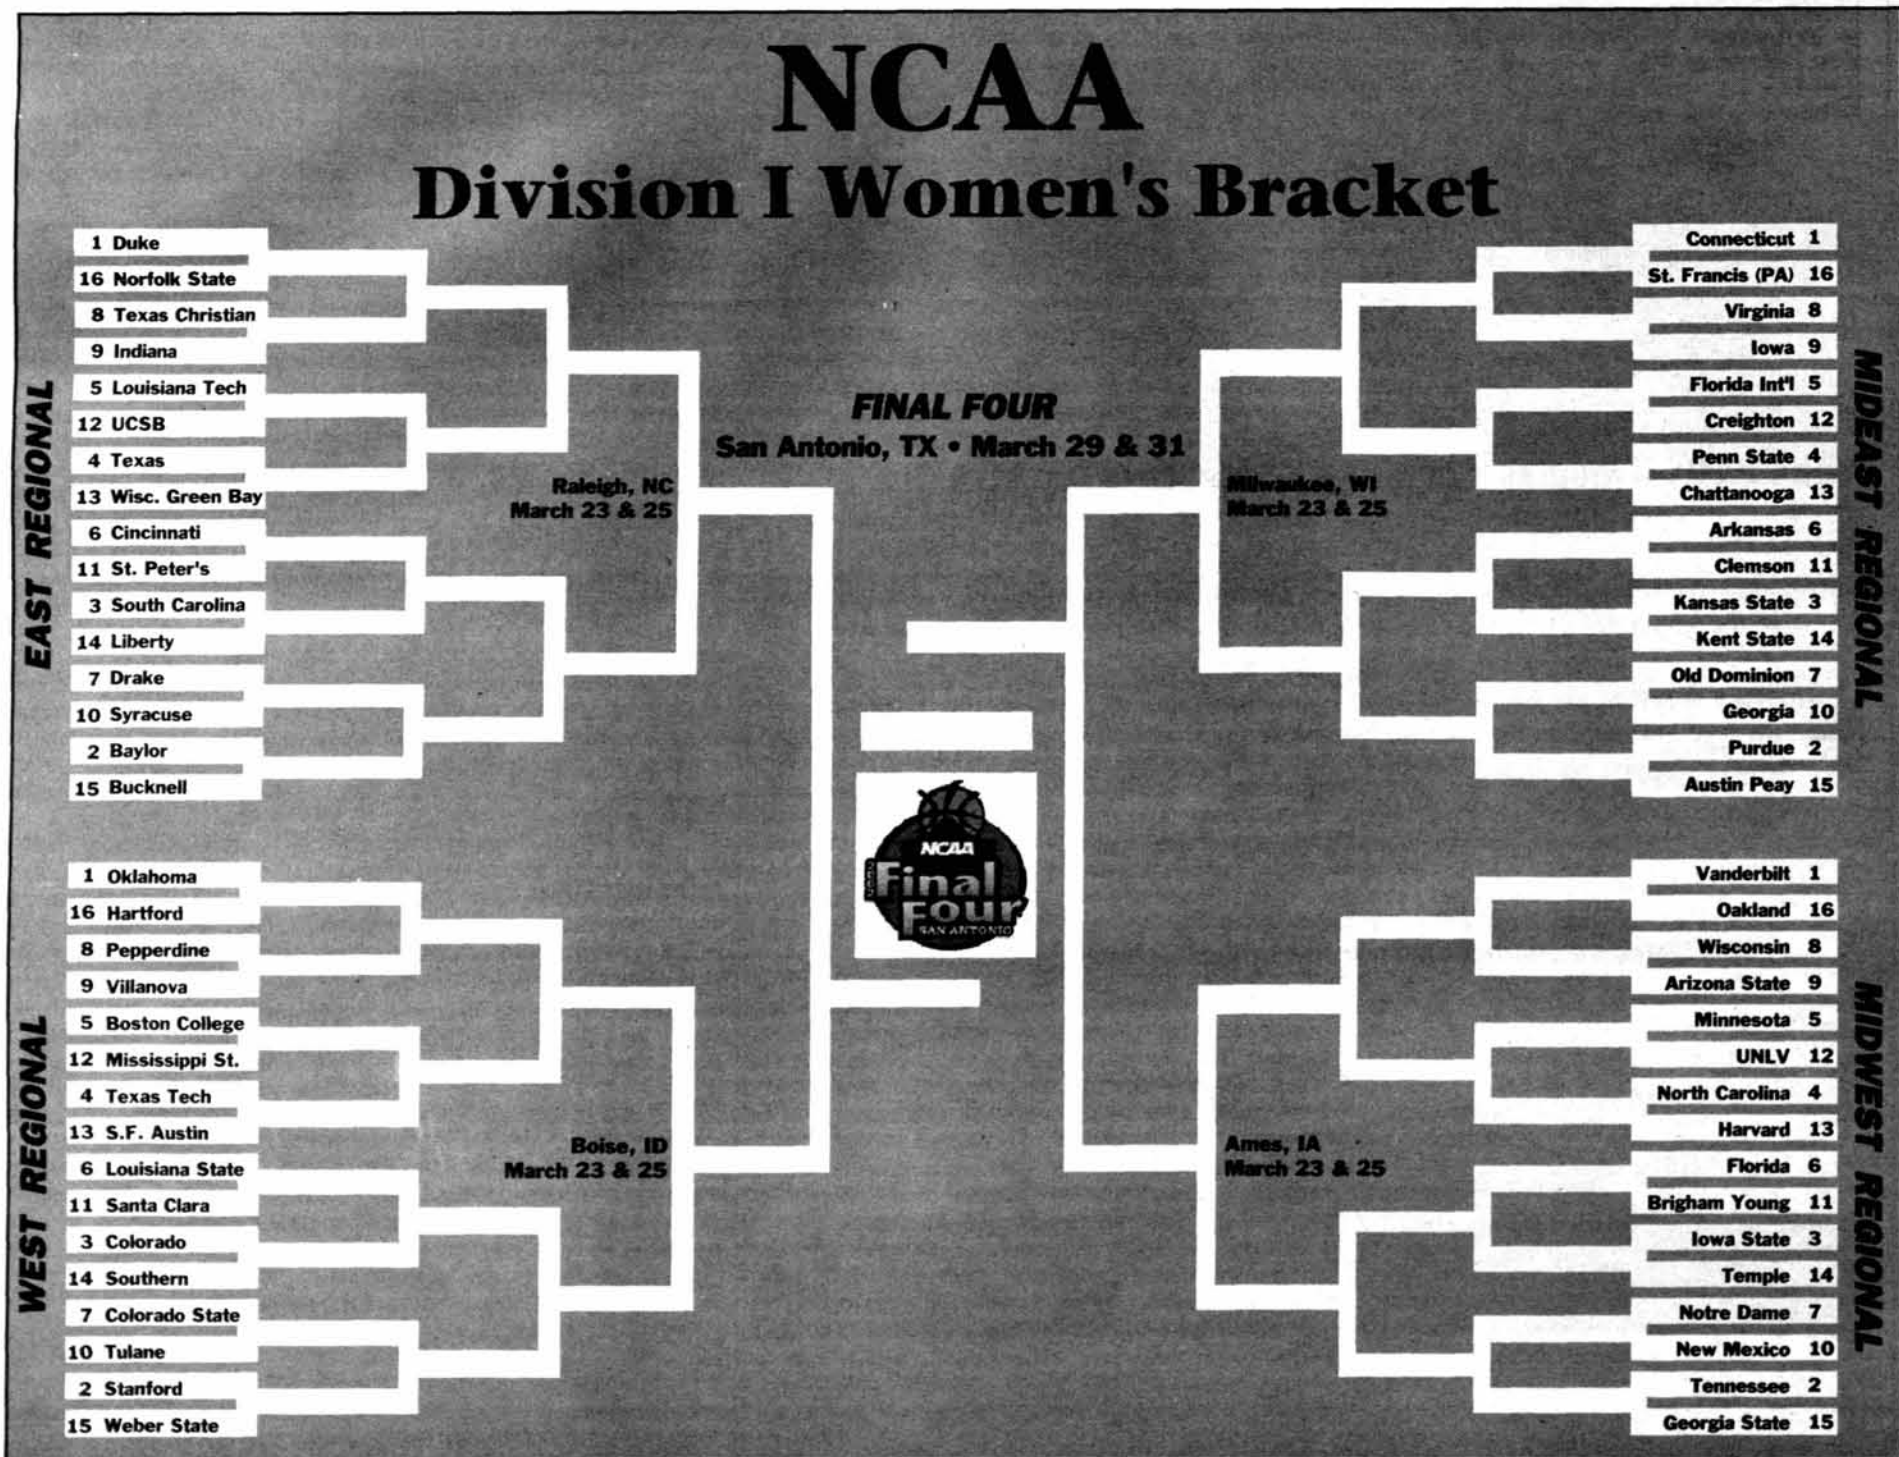 NCAA
Division I Women's Bracket
EAST REGIONAL
1 Duke
16 Norfolk State
8 Texas Christian
9 Indiana
5 Louisiana Tech
12 UCSB
4 Texas
13 Wisc. Green Bay
6 Cincinnati
11 St. Peter's
3 South Carolina
14 Liberty
7 Drake
10 Syracuse
2 Baylor
15 Bucknell
Raleigh, NC
March 23 & 25
WEST REGIONAL
1 Oklahoma
16 Hartford
8 Pepperdine
9 Villanova
5 Boston College
12 Mississippi St.
4 Texas Tech
13 S.F. Austin
6 Louisiana State
11 Santa Clara
3 Colorado
14 Southern
7 Colorado State
10 Tulane
2 Stanford
15 Weber State
Boise, ID
March 23 & 25
FINAL FOUR
San Antonio, TX • March 29 & 31
NCAA
2002
Final
Four
SAN ANTONIO
MIDEAST REGIONAL
Connecticut 1
St. Francis (PA) 16
Virginia 8
Iowa 9
Florida Int'l 5
Creighton 12
Penn State 4
Chattanooga 13
Arkansas 6
Clemson 11
Kansas State 3
Kent State 14
Old Dominion 7
Georgia 10
Purdue 2
Austin Peay 15
Milwaukee, WI
March 23 & 25
MIDWEST REGIONAL
Vanderbilt 1
Oakland 16
Wisconsin 8
Arizona State 9
Minnesota 5
UNLV 12
North Carolina 4
Harvard 13
Florida 6
Brigham Young 11
Iowa State 3
Temple 14
Notre Dame 7
New Mexico 10
Tennessee 2
Georgia State 15
Ames, IA
March 23 & 25